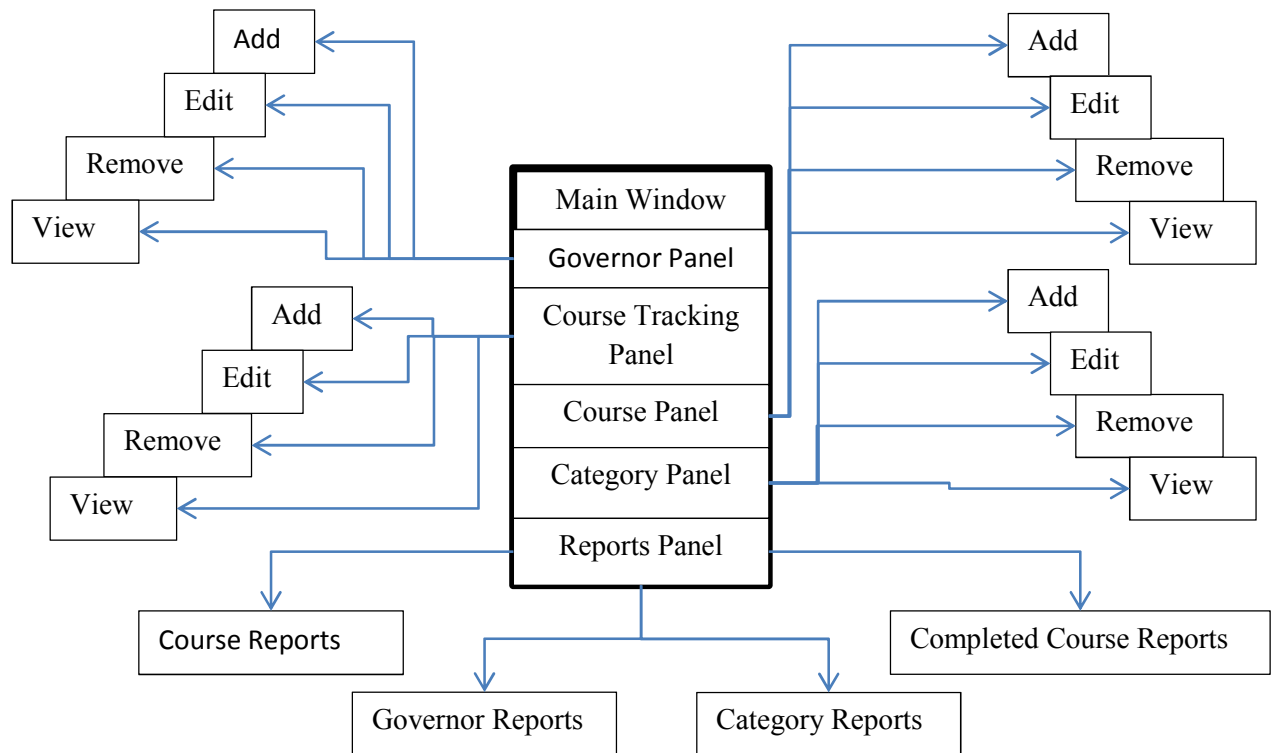 Add
Edit
Remove
View
Add
Edit
Remove
View
Main Window
Governor Panel
Course Tracking
Panel
Course Panel
Category Panel
Reports Panel
Add
Edit
Remove
View
Add
Edit
Remove
View
Course Reports
Governor Reports
Category Reports
Completed Course Reports